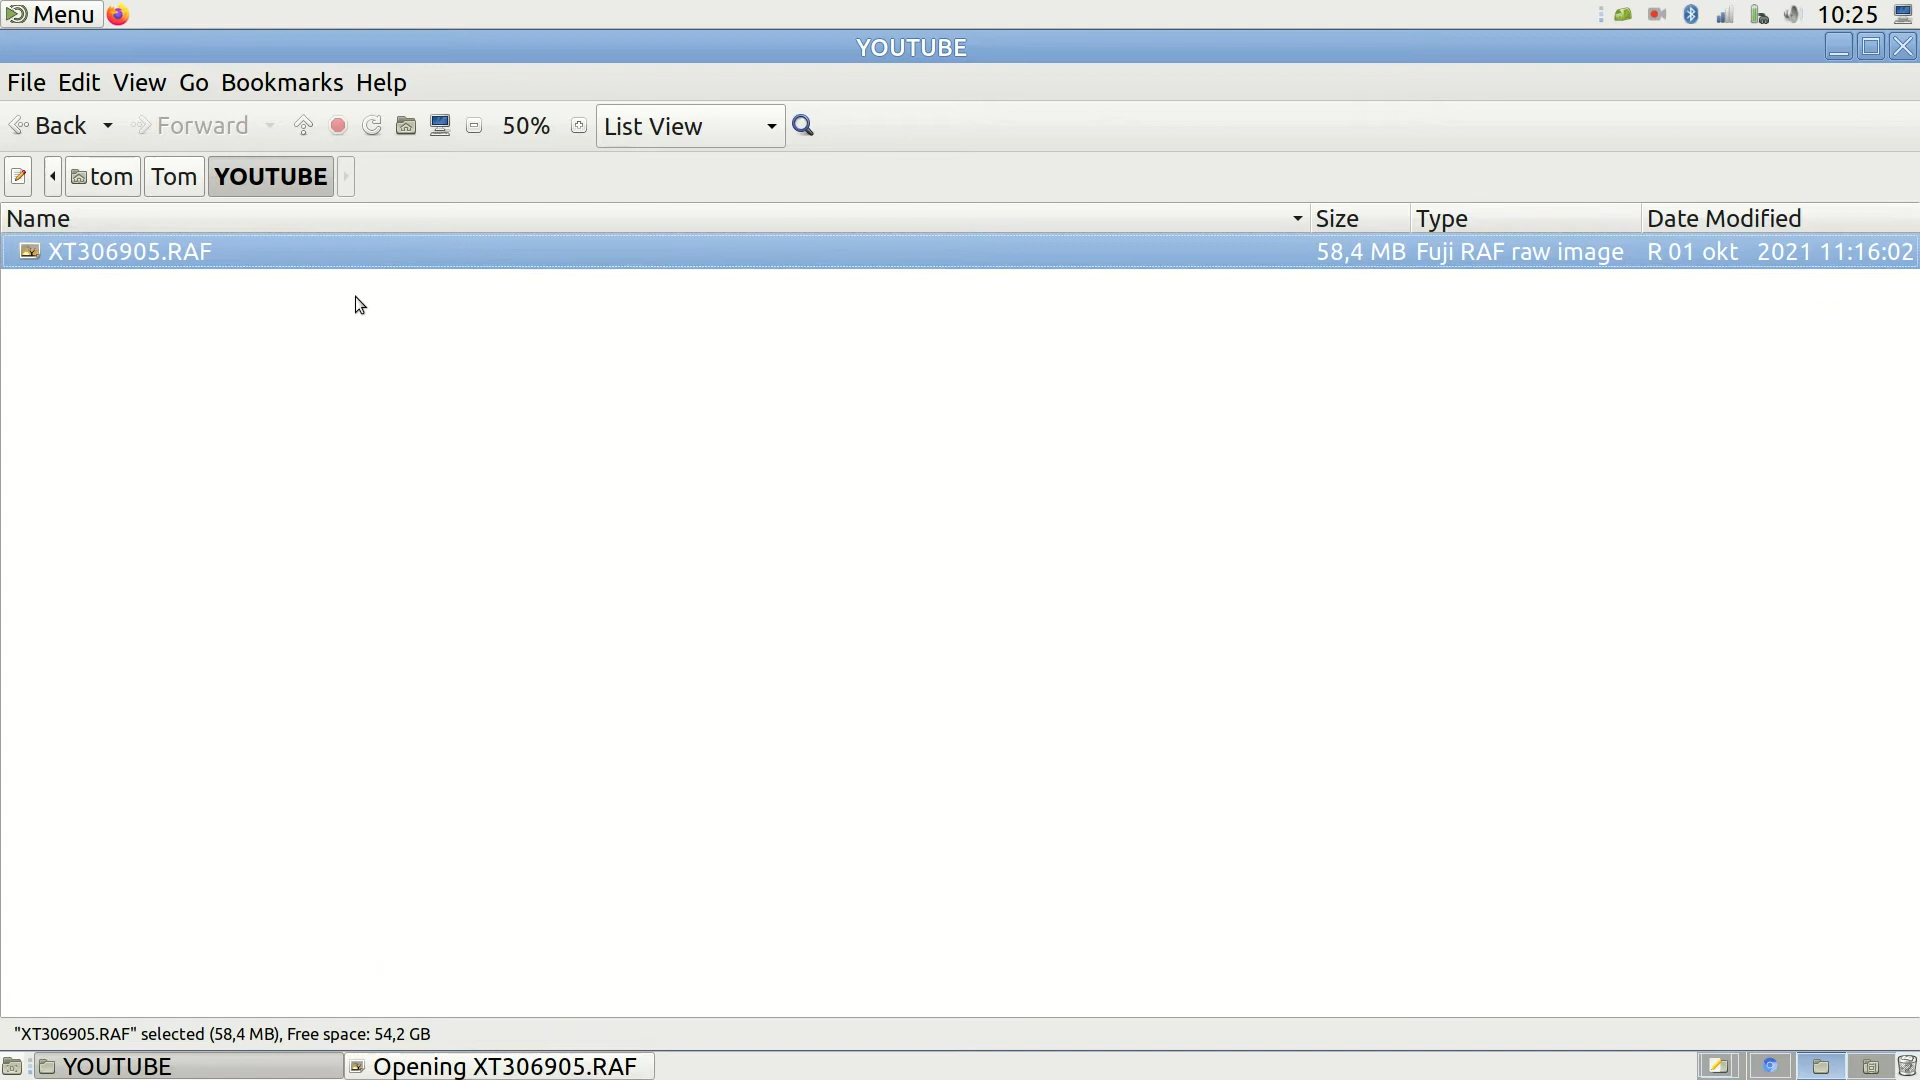 Menu 10:25
YOUTUBE
File Edit View Go Bookmarks Help
Back Forward 50% List View
tom Tom YOUTUBE
Name Size Type Date Modified
XT306905.RAF 58,4 MB Fuji RAF raw image R 01 okt 2021 11:16:02
"XT306905.RAF" selected (58,4 MB), Free space: 54,2 GB
YOUTUBE Opening XT306905.RAF